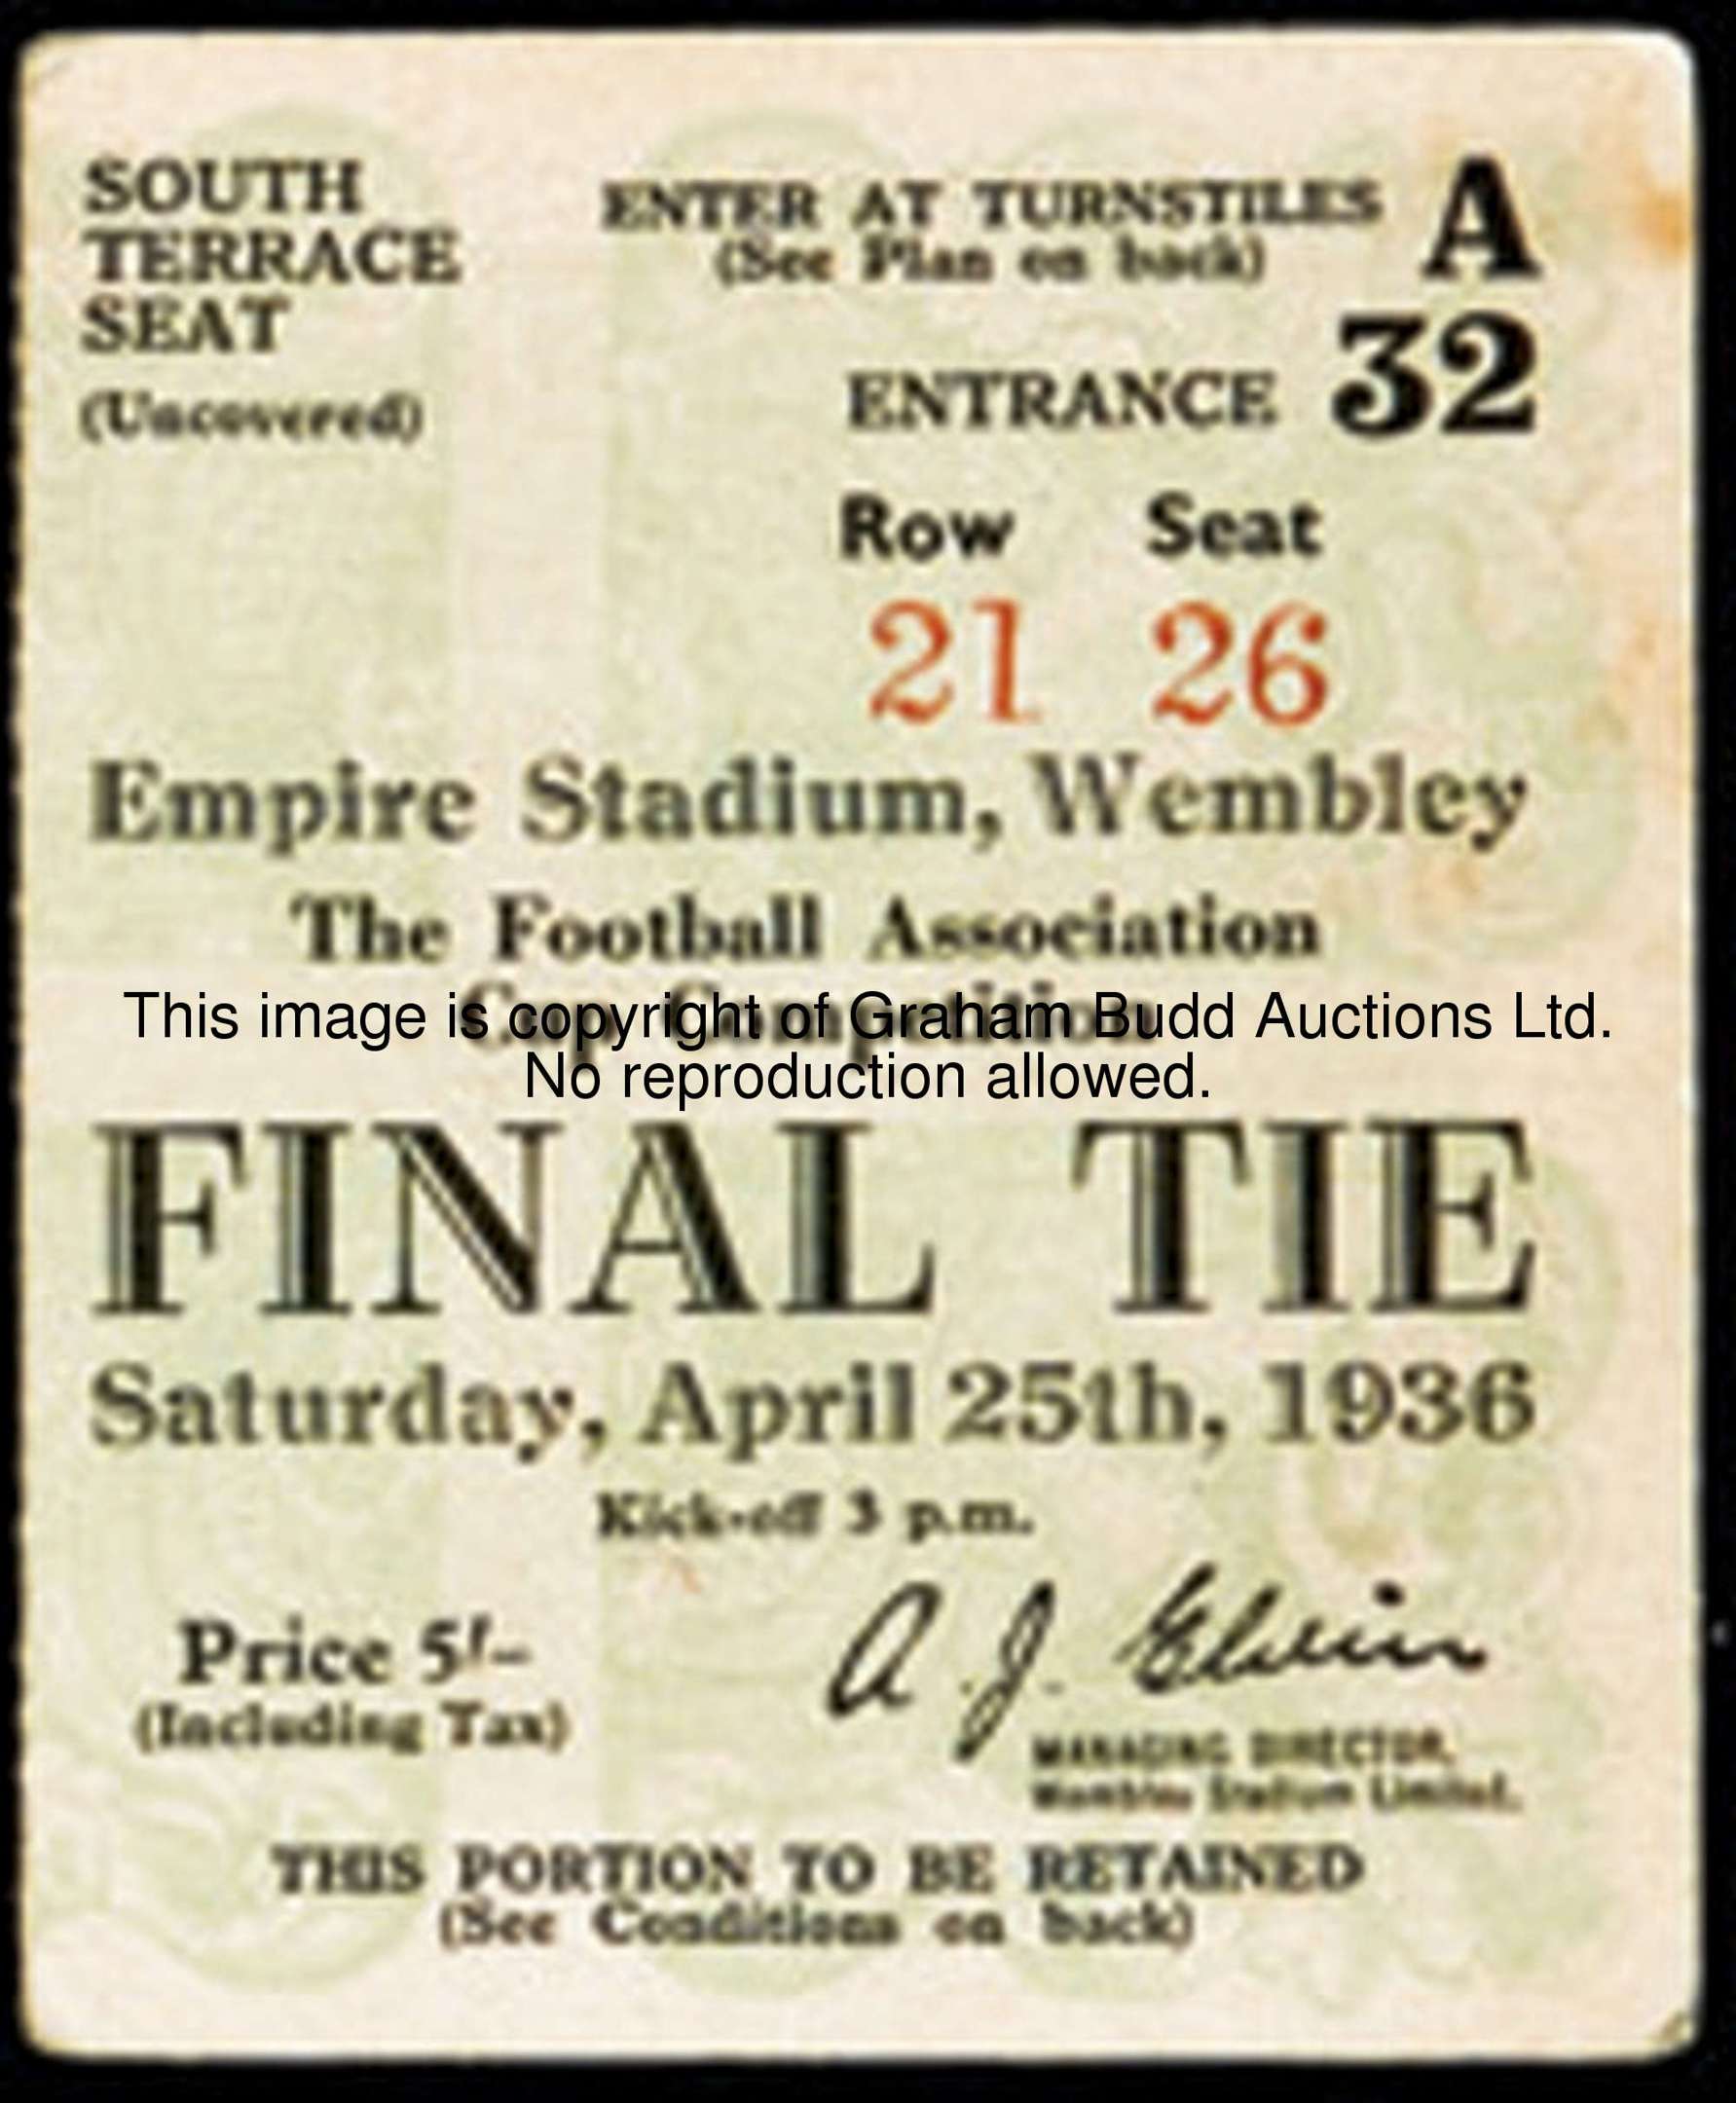 SOUTH
TERRACE
SEAT
(Uncovered)
ENTER AT TURNSTILES A
(See Plan on back)
ENTRANCE 32
Row Seat
21 26
Empire Stadium, Wembley
The Football Association
Cup Competition
This image is copyright of Graham Budd Auctions Ltd.
No reproduction allowed.
FINAL TIE
Saturday, April 25th, 1936
Kick-off 3 p.m.
Price 5/-
(Including Tax)
A. J. Elvin
MANAGING DIRECTOR,
Wembley Stadium Limited.
THIS PORTION TO BE RETAINED
(See Conditions on back)